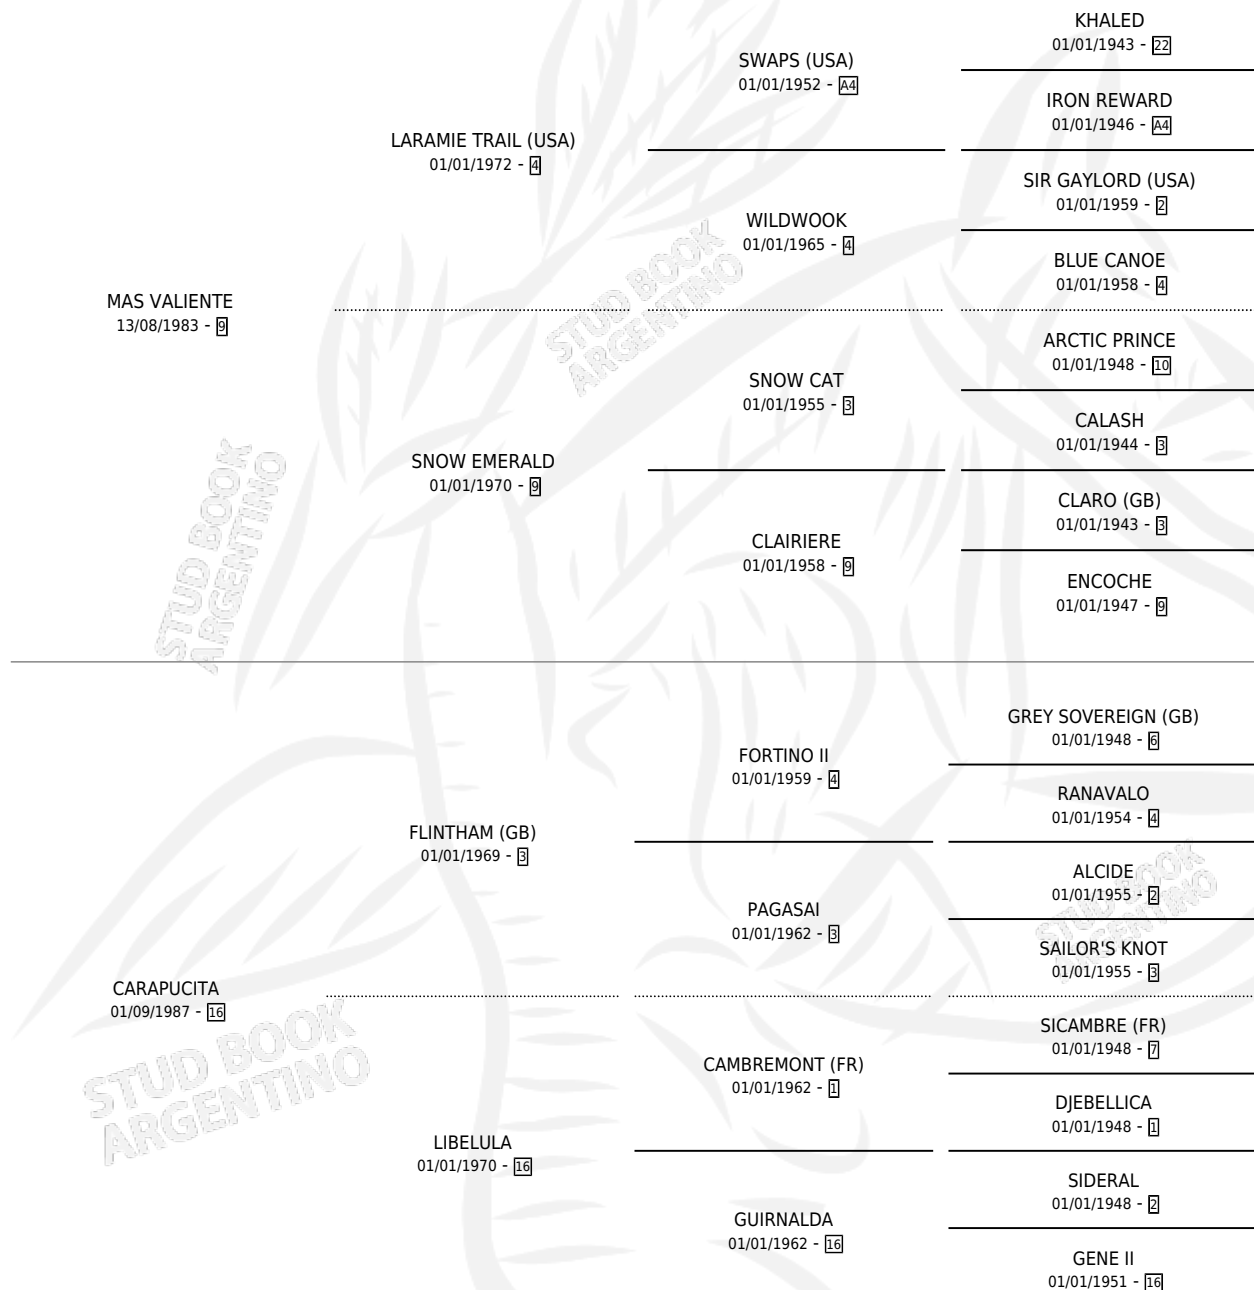 KHALED
01/01/1943 - 22
SWAPS (USA)
01/01/1952 - A4
IRON REWARD
01/01/1946 - A4
LARAMIE TRAIL (USA)
01/01/1972 - 4
SIR GAYLORD (USA)
01/01/1959 - 2
WILDWOOK
01/01/1965 - 4
BLUE CANOE
01/01/1958 - 4
MAS VALIENTE
13/08/1983 - 9
ARCTIC PRINCE
01/01/1948 - 10
SNOW CAT
01/01/1955 - 3
CALASH
01/01/1944 - 3
SNOW EMERALD
01/01/1970 - 9
CLARO (GB)
01/01/1943 - 3
CLAIRIERE
01/01/1958 - 9
ENCOCHE
01/01/1947 - 9
GREY SOVEREIGN (GB)
01/01/1948 - 6
FORTINO II
01/01/1959 - 4
RANAVALO
01/01/1954 - 4
FLINTHAM (GB)
01/01/1969 - 3
ALCIDE
01/01/1955 - 2
PAGASAI
01/01/1962 - 3
SAILOR'S KNOT
01/01/1955 - 3
CARAPUCITA
01/09/1987 - 16
SICAMBRE (FR)
01/01/1948 - 7
CAMBREMONT (FR)
01/01/1962 - 1
DJEBELLICA
01/01/1948 - 1
LIBELULA
01/01/1970 - 16
SIDERAL
01/01/1948 - 2
GUIRNALDA
01/01/1962 - 16
GENE II
01/01/1951 - 16
STUD BOOK
ARGENTINO
STUD BOOK
ARGENTINO
STUD BOOK
ARGENTINO
STUD BOOK
ARGENTINO